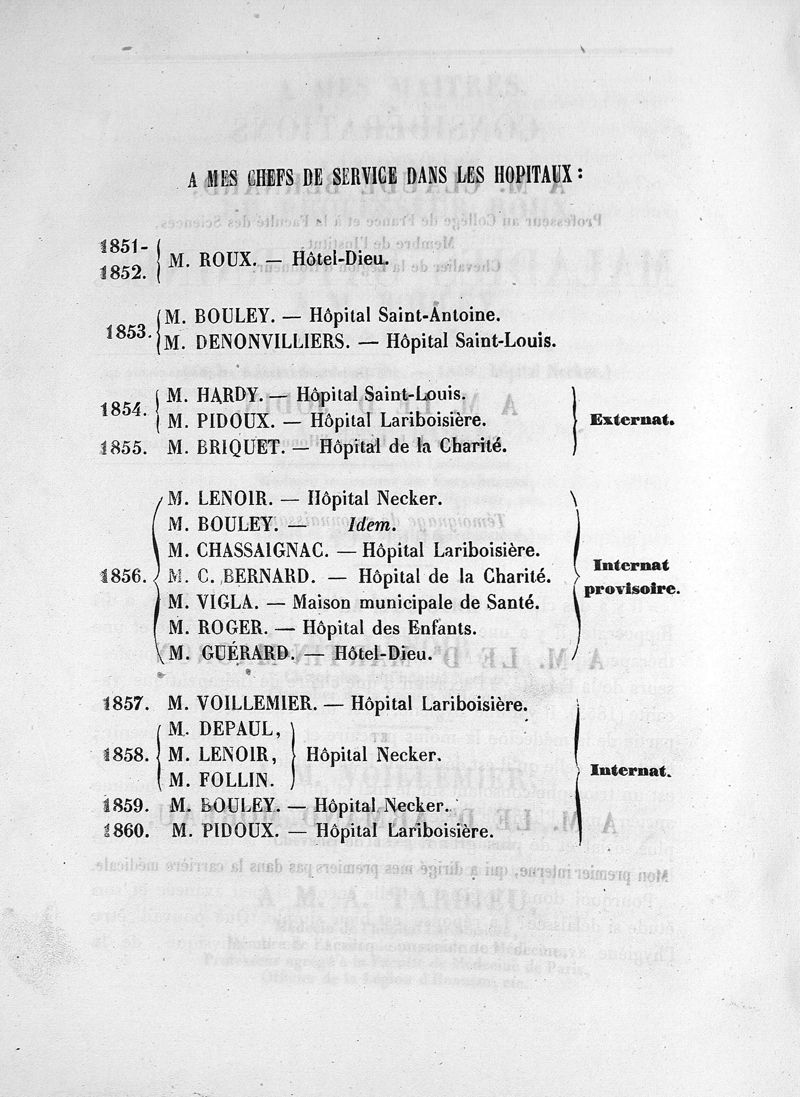 A MES CHEFS DE SERVICE DANS LES HOPITAUX :
1851-
1852. M. ROUX. — Hôtel-Dieu.
1853. M. BOULEY. — Hôpital Saint-Antoine.
M. DENONVILLIERS. — Hôpital Saint-Louis.
1854. M. HARDY. — Hôpital Saint-Louis.
M. PIDOUX. — Hôpital Lariboisière.
1855. M. BRIQUET. — Hôpital de la Charité.
Externat.
1856. M. LENOIR. — Hôpital Necker.
M. BOULEY. — Idem.
M. CHASSAIGNAC. — Hôpital Lariboisière.
M. C. BERNARD. — Hôpital de la Charité.
M. VIGLA. — Maison municipale de Santé.
M. ROGER. — Hôpital des Enfants.
M. GUÉRARD. — Hôtel-Dieu.
Internat
provisoire.
1857. M. VOILLEMIER. — Hôpital Lariboisière.
1858. M. DEPAUL,
M. LENOIR, Hôpital Necker.
M. FOLLIN.
1859. M. BOULEY. — Hôpital Necker.
1860. M. PIDOUX. — Hôpital Lariboisière.
Internat.